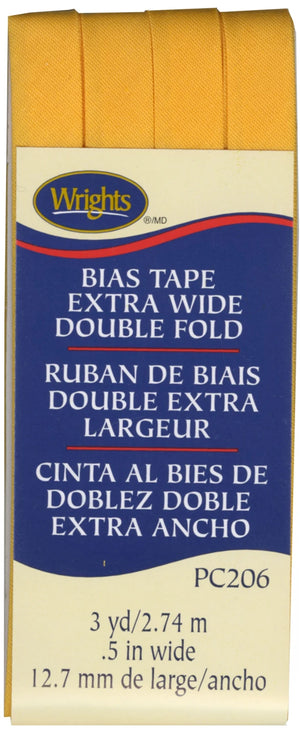 Wrights
®/MD
BIAS TAPE
EXTRA WIDE
DOUBLE FOLD
RUBAN DE BIAIS
DOUBLE EXTRA
LARGEUR
CINTA AL BIES DE
DOBLEZ DOBLE
EXTRA ANCHO
PC206
3 yd/2.74 m
.5 in wide
12.7 mm de large/ancho